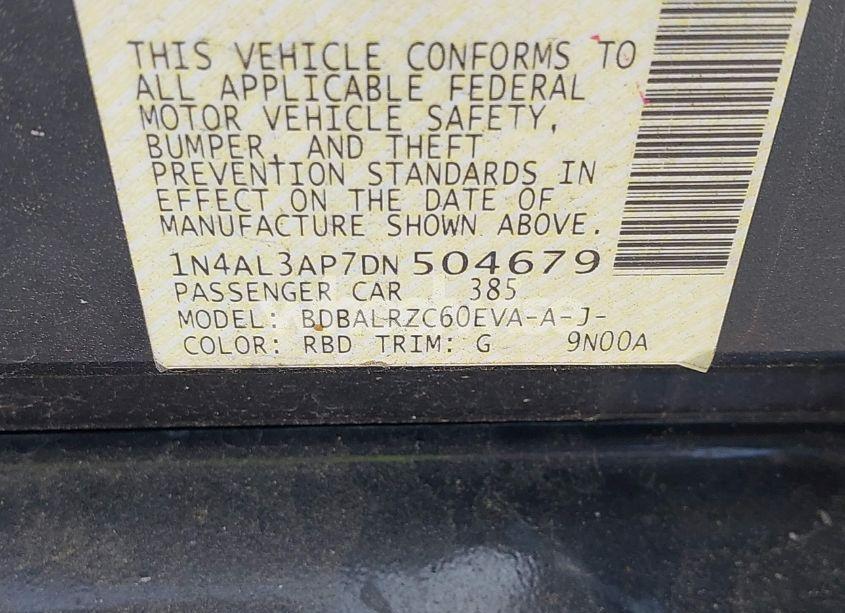 THIS VEHICLE CONFORMS TO
ALL APPLICABLE FEDERAL
MOTOR VEHICLE SAFETY,
BUMPER, AND THEFT
PREVENTION STANDARDS IN
EFFECT ON THE DATE OF
MANUFACTURE SHOWN ABOVE.
1N4AL3AP7DN 504679
PASSENGER CAR 385
MODEL: BDBALRZC60EVA-A-J-
COLOR: RBD TRIM: G 9N00A